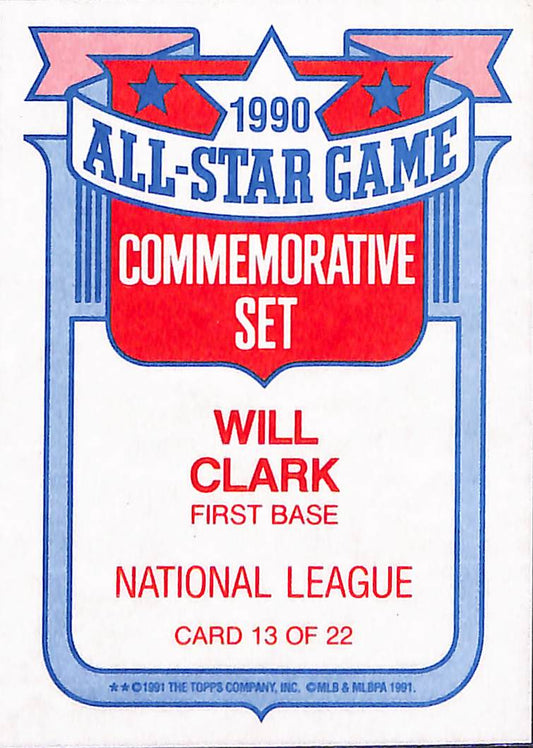 1990
ALL-STAR GAME
COMMEMORATIVE
SET
WILL
CLARK
FIRST BASE
NATIONAL LEAGUE
CARD 13 OF 22
★★©1991 THE TOPPS COMPANY, INC. ©MLB & MLBPA 1991.